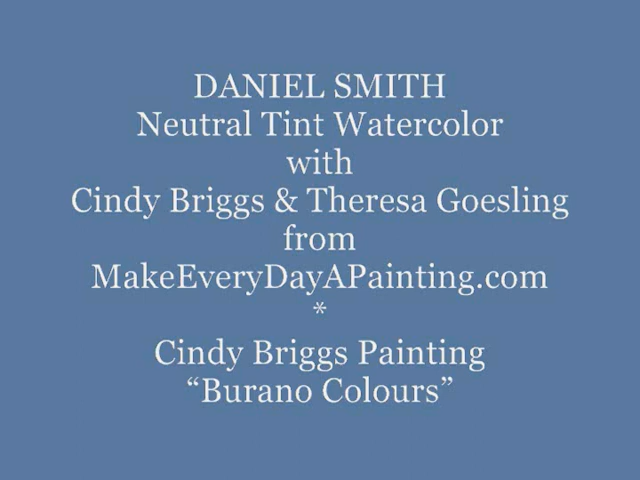 DANIEL SMITH
Neutral Tint Watercolor
with
Cindy Briggs & Theresa Goesling
from
MakeEveryDayAPainting.com
*
Cindy Briggs Painting
“Burano Colours”